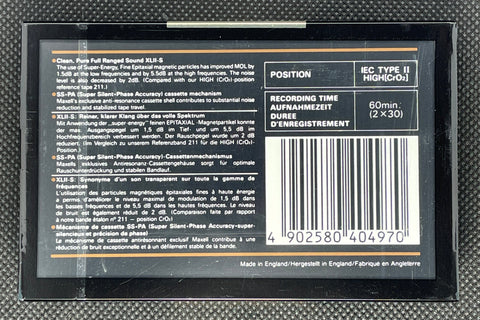 Clean, Pure Full Ranged Sound XLII-S
The use of Super-Energy, Fine Epitaxial magnetic particles has improved MOL by
1.5dB at the low frequencies and by 5.5dB at the high frequencies. The noise
level is also decreased by 2dB. (Compared with our HIGH (CrO₂) position
reference tape 211.)
SS-PA (Super Silent-Phase Accuracy) cassette mechanism
Maxell's exclusive anti-resonance cassette shell contributes to substantial noise
reduction and stabilized tape travel.
XLII-S: Reiner, klarer Klang über das volle Spektrum
Mit Anwendung der „super-energy" feinen EPITAXIAL-Magnetpartikel konnte
der max. Ausgangspegel um 1,5 dB im Tief- und um 5,5 dB im
Hochfrequenzbereich verbessert werden. Der Rauschpegel wurde um 2 dB
reduziert. (Im Vergleich zu unserem Referenzband 211 für die HIGH-(CrO₂)-
Position.)
SS-PA (Super Silent-Phase Accuracy)-Cassettenmechanismus
Maxells exklusives Antiresonanz-Cassettengehäuse sorgt für optimale
Rauschunterdrückung und stabilen Bandlauf.
XLII-S: Synonyme d'un son transparent sur toute la gamme de
fréquences
L'utilisation des particules magnétiques épitaxiales fines à haute énergie
a permis d'améliorer le niveau maximal de modulation de 1,5 dB dans
les basses et de 5,5 dB dans les hautes fréquences. Le niveau
de bruit est également réduit de 2 dB. (Comparaison faite par rapport
à notre bande étalon n° 211 — position CrO₂)
Mécanisme de cassette SS-PA (Super Silent-Phase Accuracy-super-
silencieux et précision de phase)
La mécanisme de cassette antirésonnant exclusif Maxell contribue à une
réduction de bruit exceptionnelle et à un défilement stable de la bande.
POSITION
IEC TYPE II
HIGH[CrO₂]
RECORDING TIME
AUFNAHMEZEIT
DUREE
D'ENREGISTREMENT
60min.
(2×30)
4 902580 404970
Made in England/Hergestellt in England/Fabriqué en Angleterre